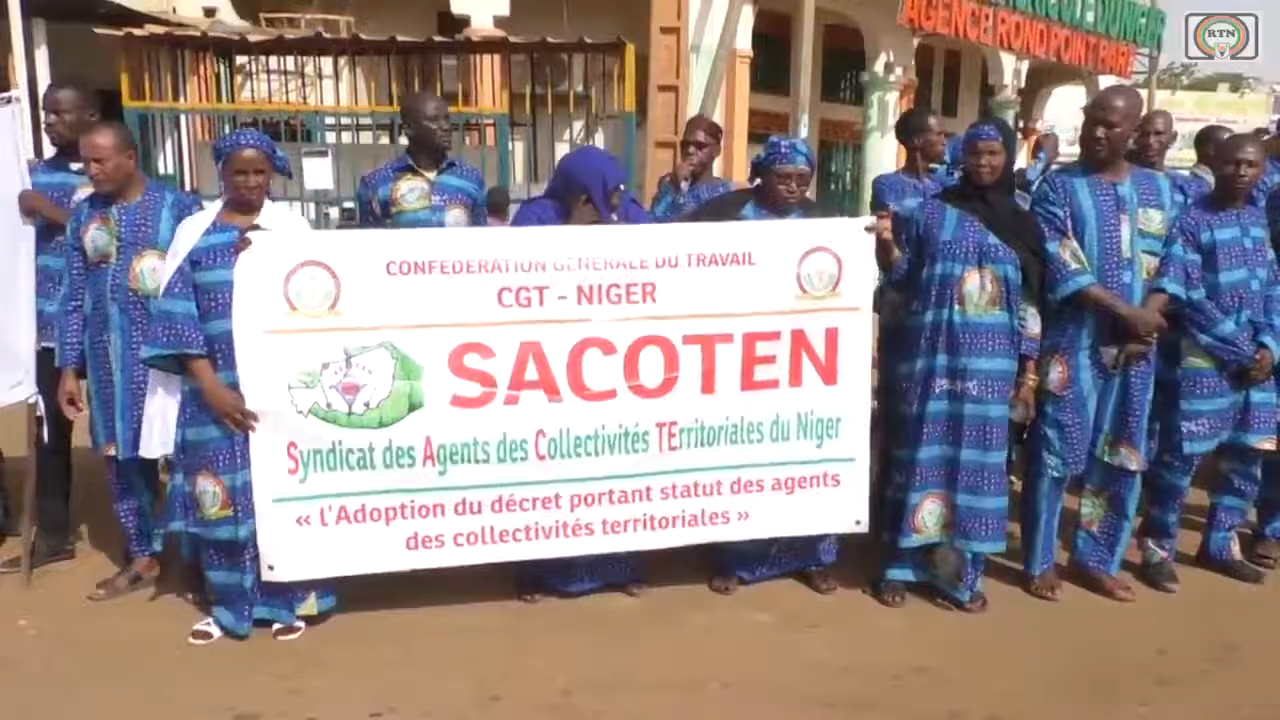 RTN
AGENCE ROND POINT
CONFEDERATION GENERALE DU TRAVAIL
CGT - NIGER
SACOTEN
Syndicat des Agents des Collectivités TErritoriales du Niger
« l'Adoption du décret portant statut des agents
des collectivités territoriales »